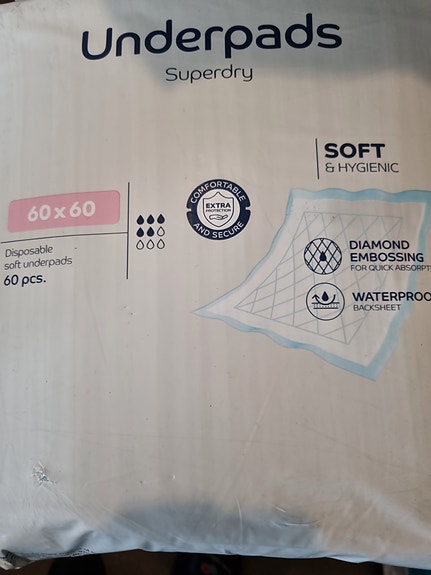 Underpads
Superdry
SOFT
& HYGIENIC
60 x 60
COMFORTABLE
EXTRA
PROTECTION
AND SECURE
Disposable
soft underpads
60 pcs.
DIAMOND
EMBOSSING
FOR QUICK ABSORPT
WATERPROO
BACKSHEET